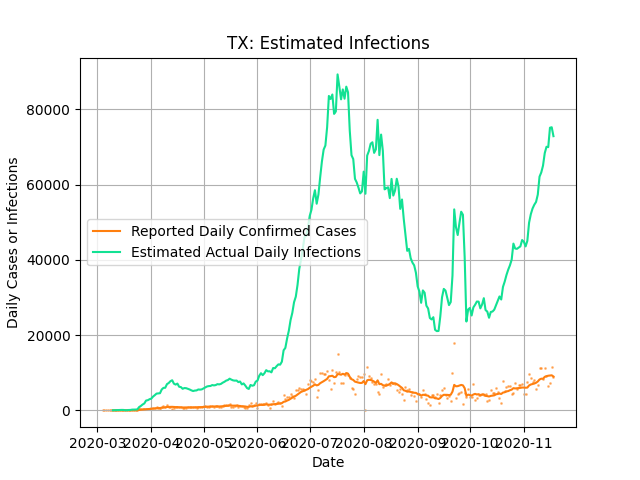 TX: Estimated Infections
Daily Cases or Infections
80000
60000
40000
20000
0
Reported Daily Confirmed Cases
Estimated Actual Daily Infections
2020-03 2020-04 2020-05 2020-06 2020-07 2020-08 2020-09 2020-10 2020-11
Date